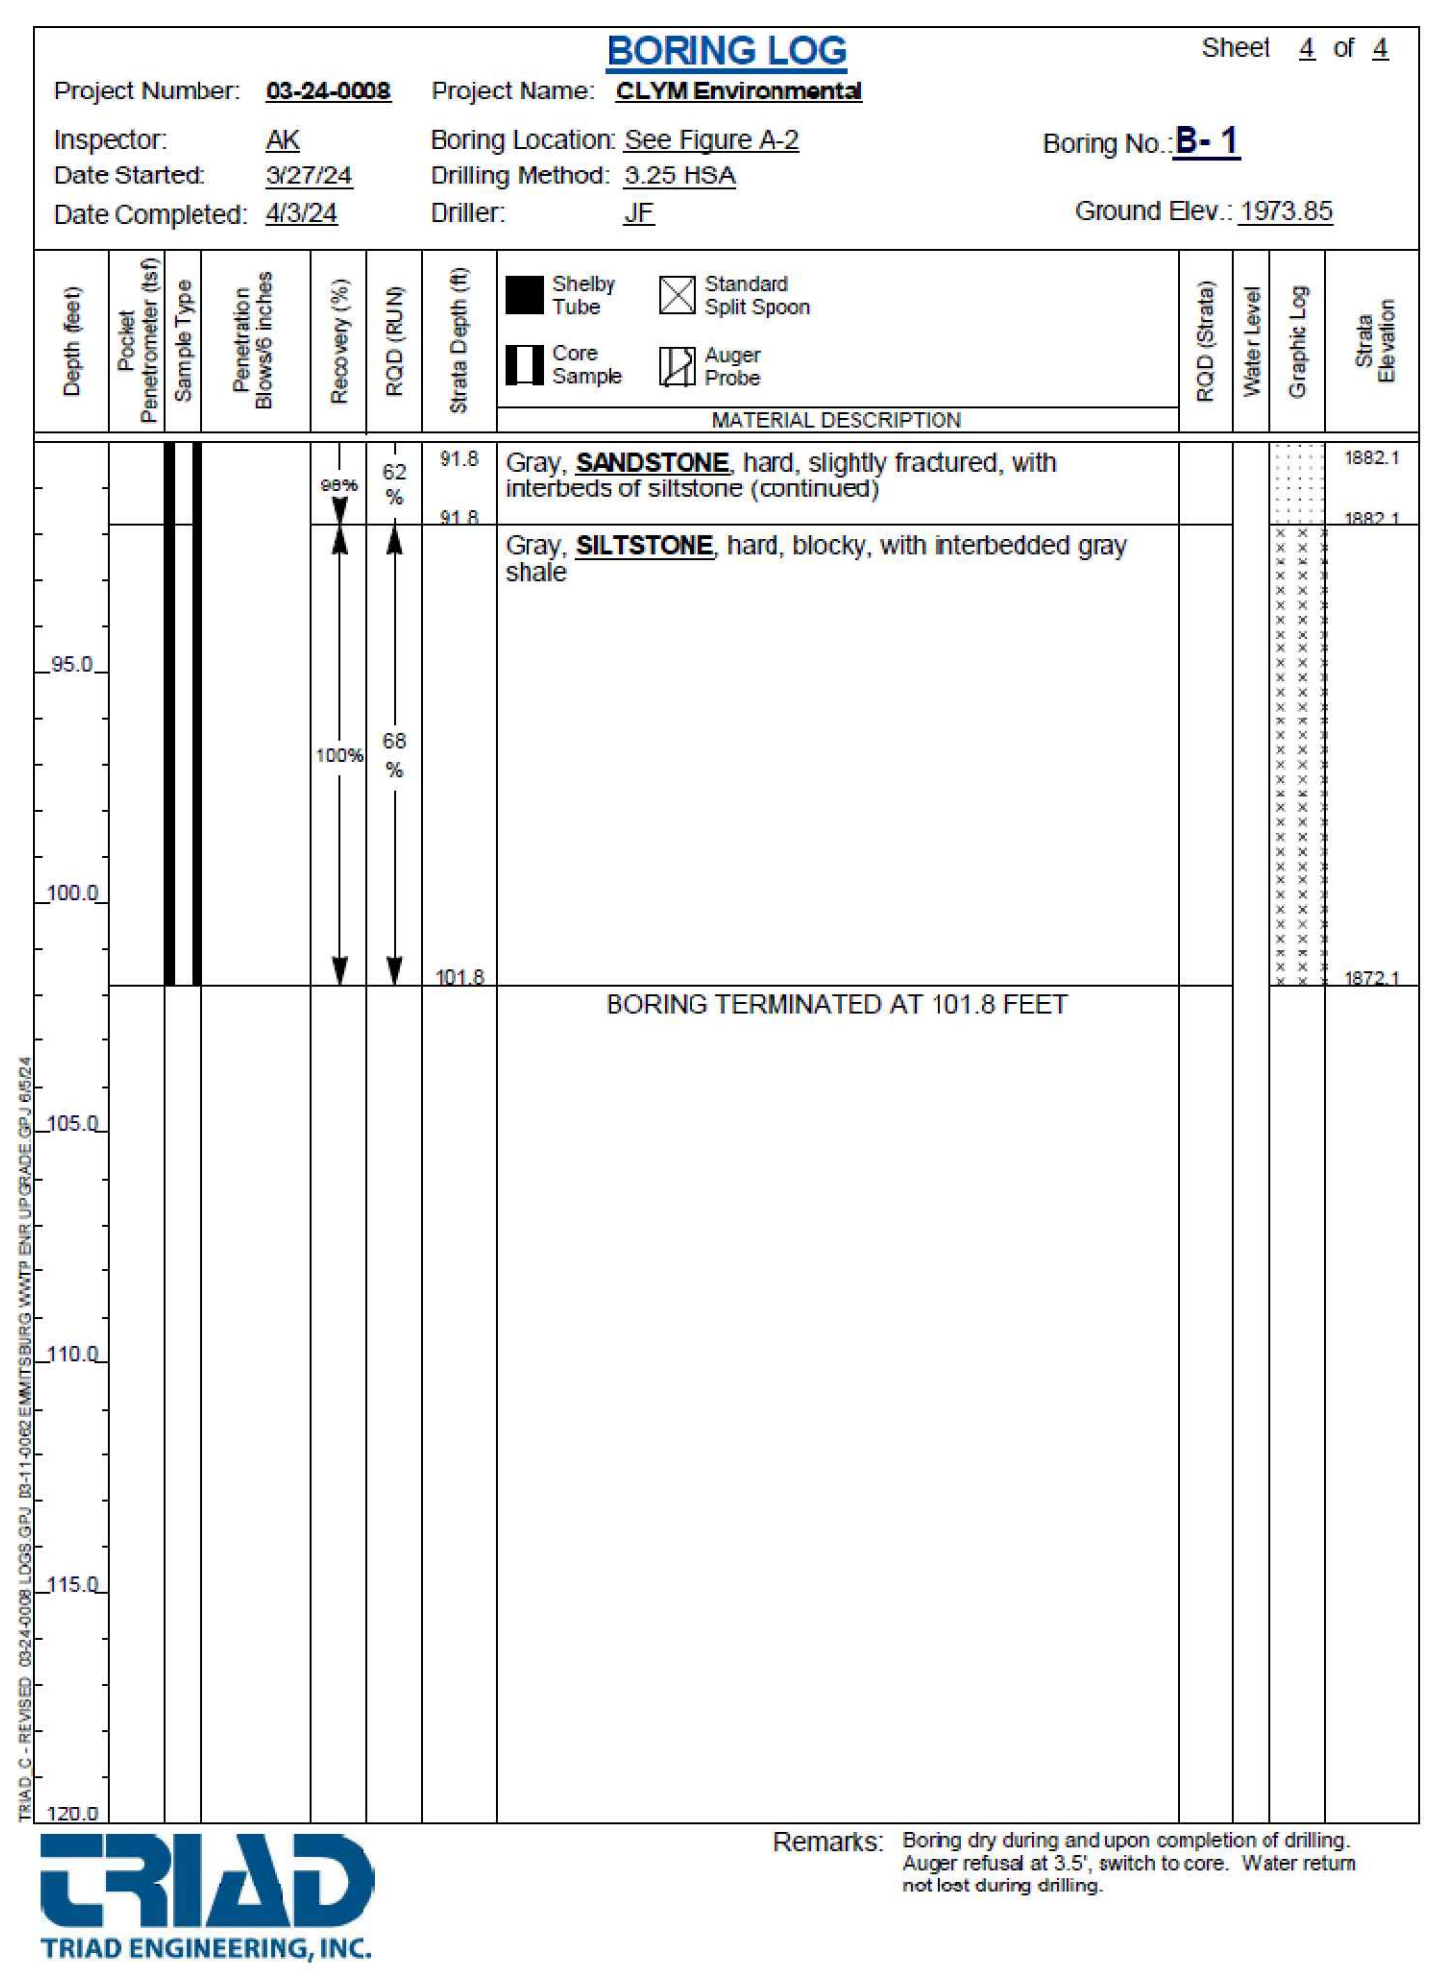 BORING LOG
Sheet 4 of 4
Project Number: 03-24-0008 Project Name: CLYM Environmental
Inspector: AK Boring Location: See Figure A-2 Boring No.: B- 1
Date Started: 3/27/24 Drilling Method: 3.25 HSA
Date Completed: 4/3/24 Driller: JF Ground Elev.: 1973.85
Depth (feet)
Pocket
Penetrometer (tsf)
Sample Type
Penetration
Blows/6 inches
Recovery (%)
RQD (RUN)
Strata Depth (ft)
Shelby
Tube
Standard
Split Spoon
Core
Sample
Auger
Probe
MATERIAL DESCRIPTION
RQD (Strata)
Water Level
Graphic Log
Strata
Elevation
98%
62
%
91.8
Gray, SANDSTONE, hard, slightly fractured, with
interbeds of siltstone (continued)
1882.1
91.8
1882.1
Gray, SILTSTONE, hard, blocky, with interbedded gray
shale
95.0
100%
68
%
100.0
101.8
1872.1
BORING TERMINATED AT 101.8 FEET
105.0
110.0
115.0
120.0
TRIAD_C - REVISED 03-24-0008 LOGS.GPJ 03-11-0062 EMMITSBURG WWTP ENR UPGRADE.GPJ 6/5/24
TRIAD
TRIAD ENGINEERING, INC.
Remarks: Boring dry during and upon completion of drilling.
Auger refusal at 3.5', switch to core. Water return
not lost during drilling.